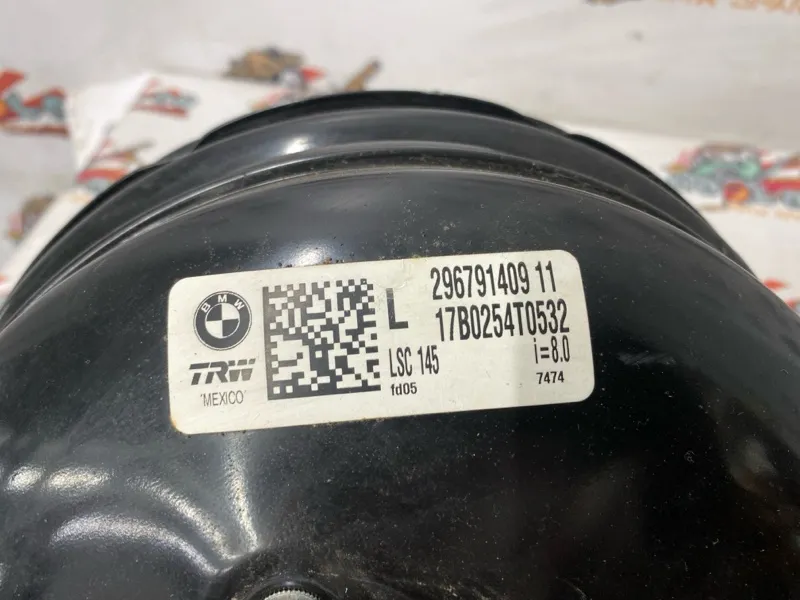 BMW
TRW
"MEXICO"
L
296791409 11
17B0254T0532
LSC 145
i=8.0
fd05
7474